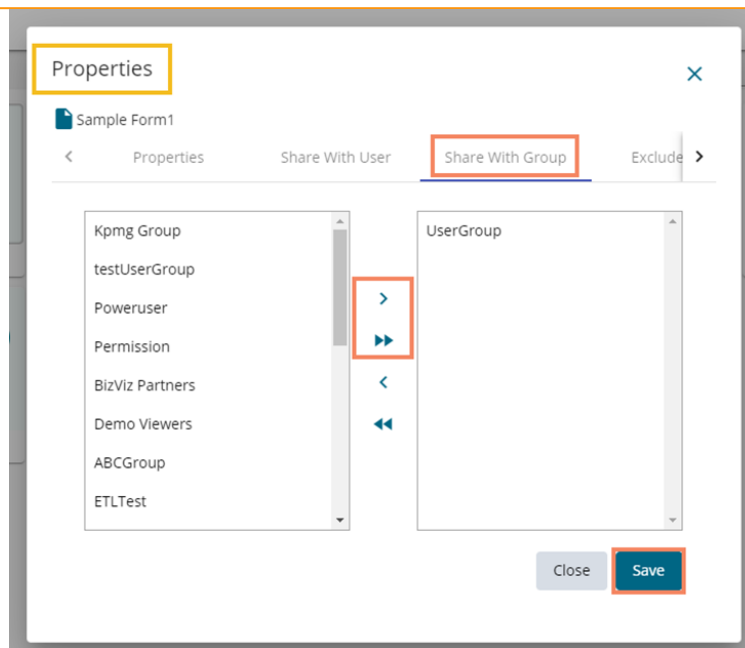 Properties
Sample Form1
Properties Share With User Share With Group Exclude
Kpmg Group
testUserGroup
Poweruser
Permission
BizViz Partners
Demo Viewers
ABCGroup
ETLTest
UserGroup
Close Save